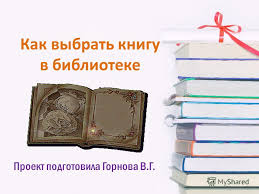 Как выбрать книгу
в библиотеке
Проект подготовила Горнова В.Г.
MyShared